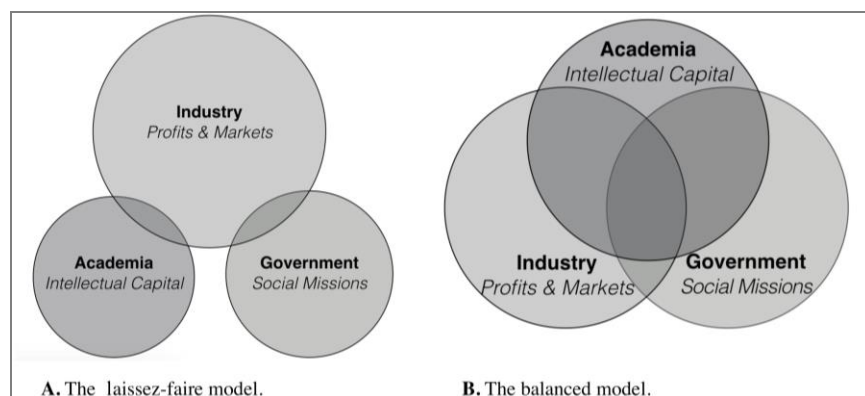 Industry
Profits & Markets
Academia
Intellectual Capital
Government
Social Missions
A. The laissez-faire model.
Academia
Intellectual Capital
Industry
Profits & Markets
Government
Social Missions
B. The balanced model.